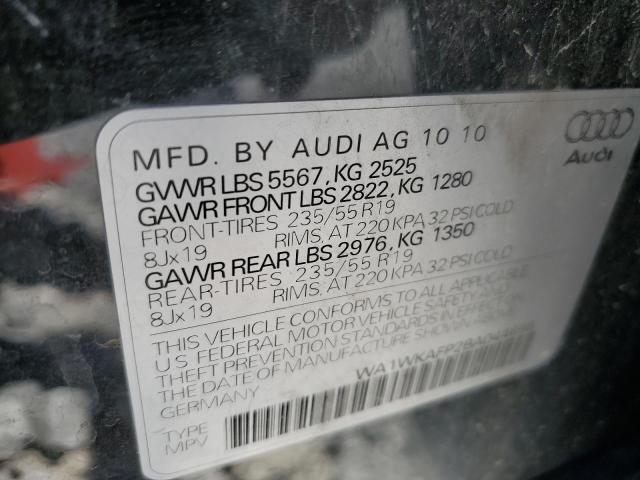 MFD. BY AUDI AG 10 10
Audi
GVWR LBS 5567, KG 2525
GAWR FRONT LBS 2822, KG 1280
FRONT-TIRES 235/55 R19
8Jx19 RIMS, AT 220 KPA 32 PSI COLD
GAWR REAR LBS 2976, KG 1350
REAR-TIRES 235/55 R19
8Jx19 RIMS, AT 220 KPA 32 PSI COLD
THIS VEHICLE CONFORMS TO ALL APPLICABLE
U S FEDERAL MOTOR VEHICLE SAFETY AND
THEFT PREVENTION STANDARDS IN EFFECT
ON THE DATE OF MANUFACTURE
GERMANY
TYPE
MPV